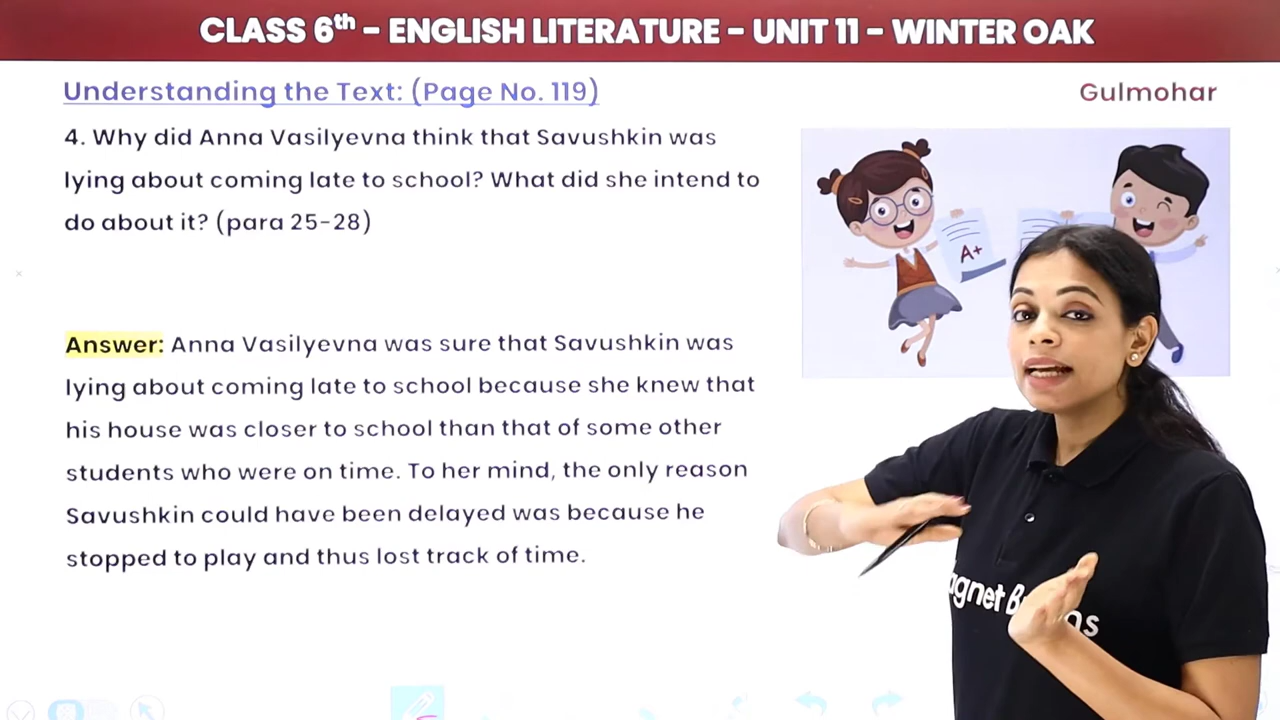 CLASS 6th - ENGLISH LITERATURE - UNIT 11 - WINTER OAK
Understanding the Text: (Page No. 119)
Gulmohar
4. Why did Anna Vasilyevna think that Savushkin was
lying about coming late to school? What did she intend to
do about it? (para 25-28)
A+
Answer: Anna Vasilyevna was sure that Savushkin was
lying about coming late to school because she knew that
his house was closer to school than that of some other
students who were on time. To her mind, the only reason
Savushkin could have been delayed was because he
stopped to play and thus lost track of time.